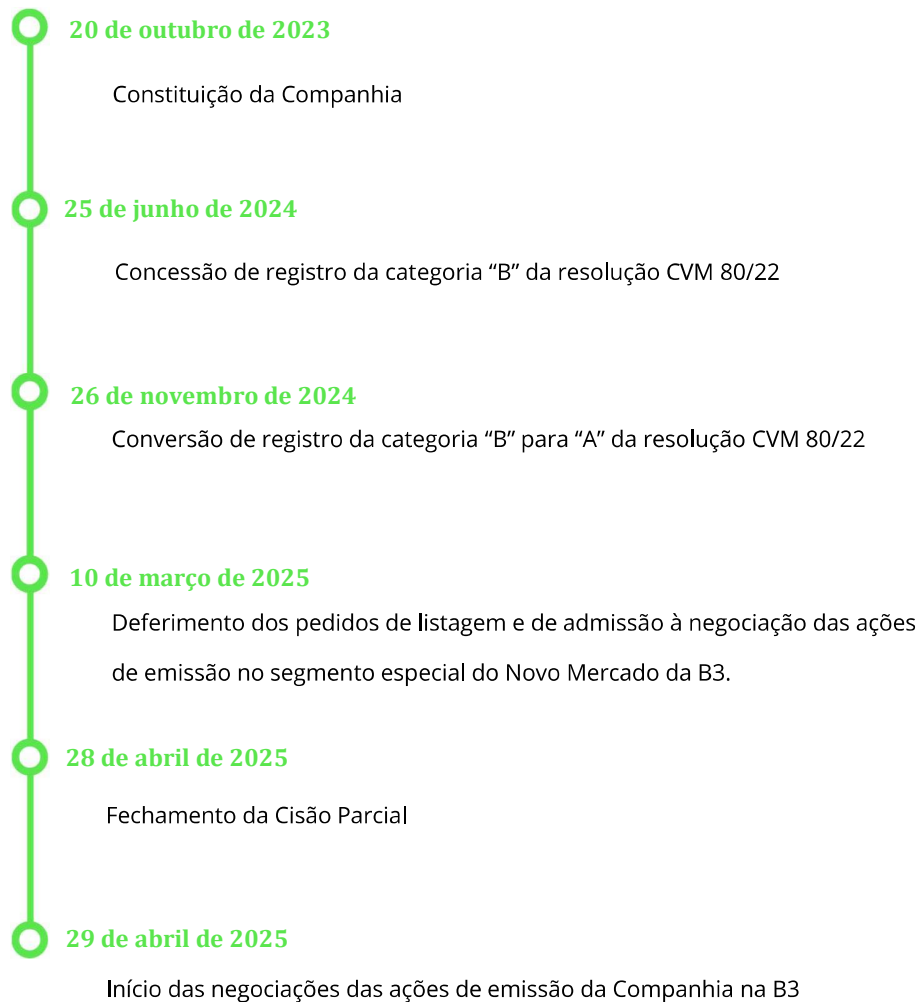 20 de outubro de 2023
Constituição da Companhia
25 de junho de 2024
Concessão de registro da categoria “B” da resolução CVM 80/22
26 de novembro de 2024
Conversão de registro da categoria “B” para “A” da resolução CVM 80/22
10 de março de 2025
Deferimento dos pedidos de listagem e de admissão à negociação das ações
de emissão no segmento especial do Novo Mercado da B3.
28 de abril de 2025
Fechamento da Cisão Parcial
29 de abril de 2025
Início das negociações das ações de emissão da Companhia na B3